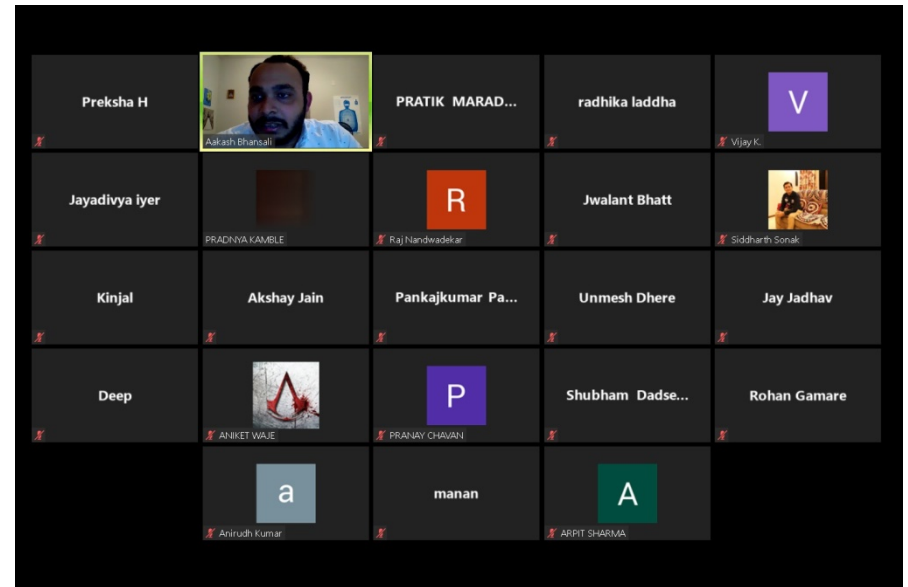 Preksha H
Aakash Bhansali
PRATIK MARAD...
radhika laddha
V
Vijay K.
Jayadivya iyer
PRADNYA KAMBLE
R
Raj Nandwadekar
Jwalant Bhatt
Siddharth Sonak
Kinjal
Akshay Jain
Pankajkumar Pa...
Unmesh Dhere
Jay Jadhav
Deep
ANIKET WAJE
P
PRANAY CHAVAN
Shubham Dadse...
Rohan Gamare
a
Anirudh Kumar
manan
A
ARPIT SHARMA